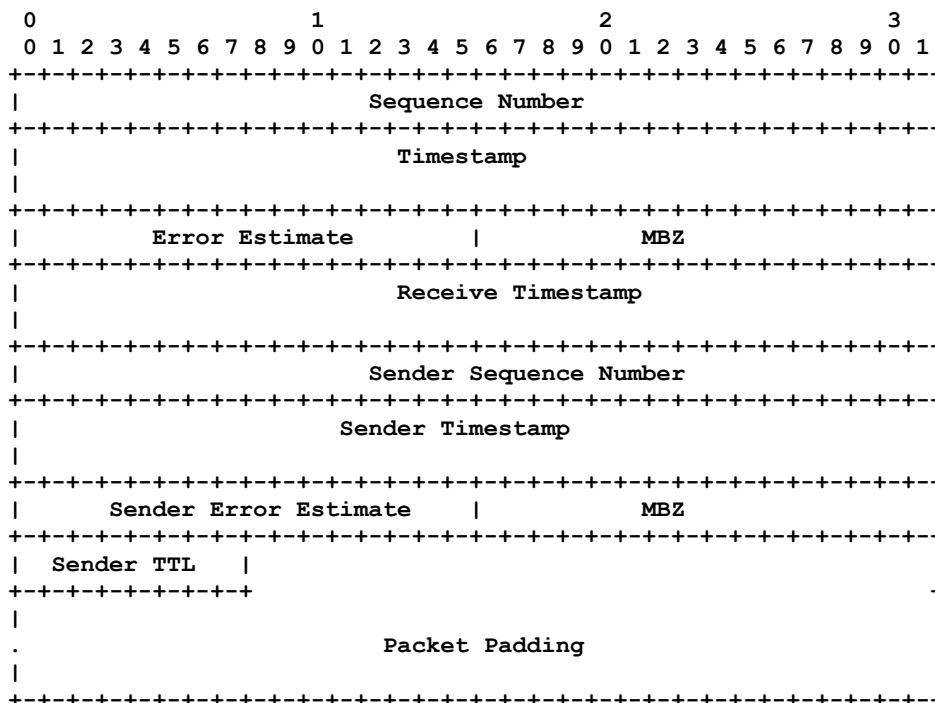 0                   1                   2                   3
0 1 2 3 4 5 6 7 8 9 0 1 2 3 4 5 6 7 8 9 0 1 2 3 4 5 6 7 8 9 0 1
+-+-+-+-+-+-+-+-+-+-+-+-+-+-+-+-+-+-+-+-+-+-+-+-+-+-+-+-+-+-+-+-
|                        Sequence Number
+-+-+-+-+-+-+-+-+-+-+-+-+-+-+-+-+-+-+-+-+-+-+-+-+-+-+-+-+-+-+-+-
|                          Timestamp
|
+-+-+-+-+-+-+-+-+-+-+-+-+-+-+-+-+-+-+-+-+-+-+-+-+-+-+-+-+-+-+-+-
|         Error Estimate        |           MBZ
+-+-+-+-+-+-+-+-+-+-+-+-+-+-+-+-+-+-+-+-+-+-+-+-+-+-+-+-+-+-+-+-
|                          Receive Timestamp
|
+-+-+-+-+-+-+-+-+-+-+-+-+-+-+-+-+-+-+-+-+-+-+-+-+-+-+-+-+-+-+-+-
|                        Sender Sequence Number
+-+-+-+-+-+-+-+-+-+-+-+-+-+-+-+-+-+-+-+-+-+-+-+-+-+-+-+-+-+-+-+-
|                      Sender Timestamp
|
+-+-+-+-+-+-+-+-+-+-+-+-+-+-+-+-+-+-+-+-+-+-+-+-+-+-+-+-+-+-+-+-
|      Sender Error Estimate    |           MBZ
+-+-+-+-+-+-+-+-+-+-+-+-+-+-+-+-+-+-+-+-+-+-+-+-+-+-+-+-+-+-+-+-
|  Sender TTL   |
+-+-+-+-+-+-+-+-+                                               -
|
.                         Packet Padding
|
+-+-+-+-+-+-+-+-+-+-+-+-+-+-+-+-+-+-+-+-+-+-+-+-+-+-+-+-+-+-+-+-